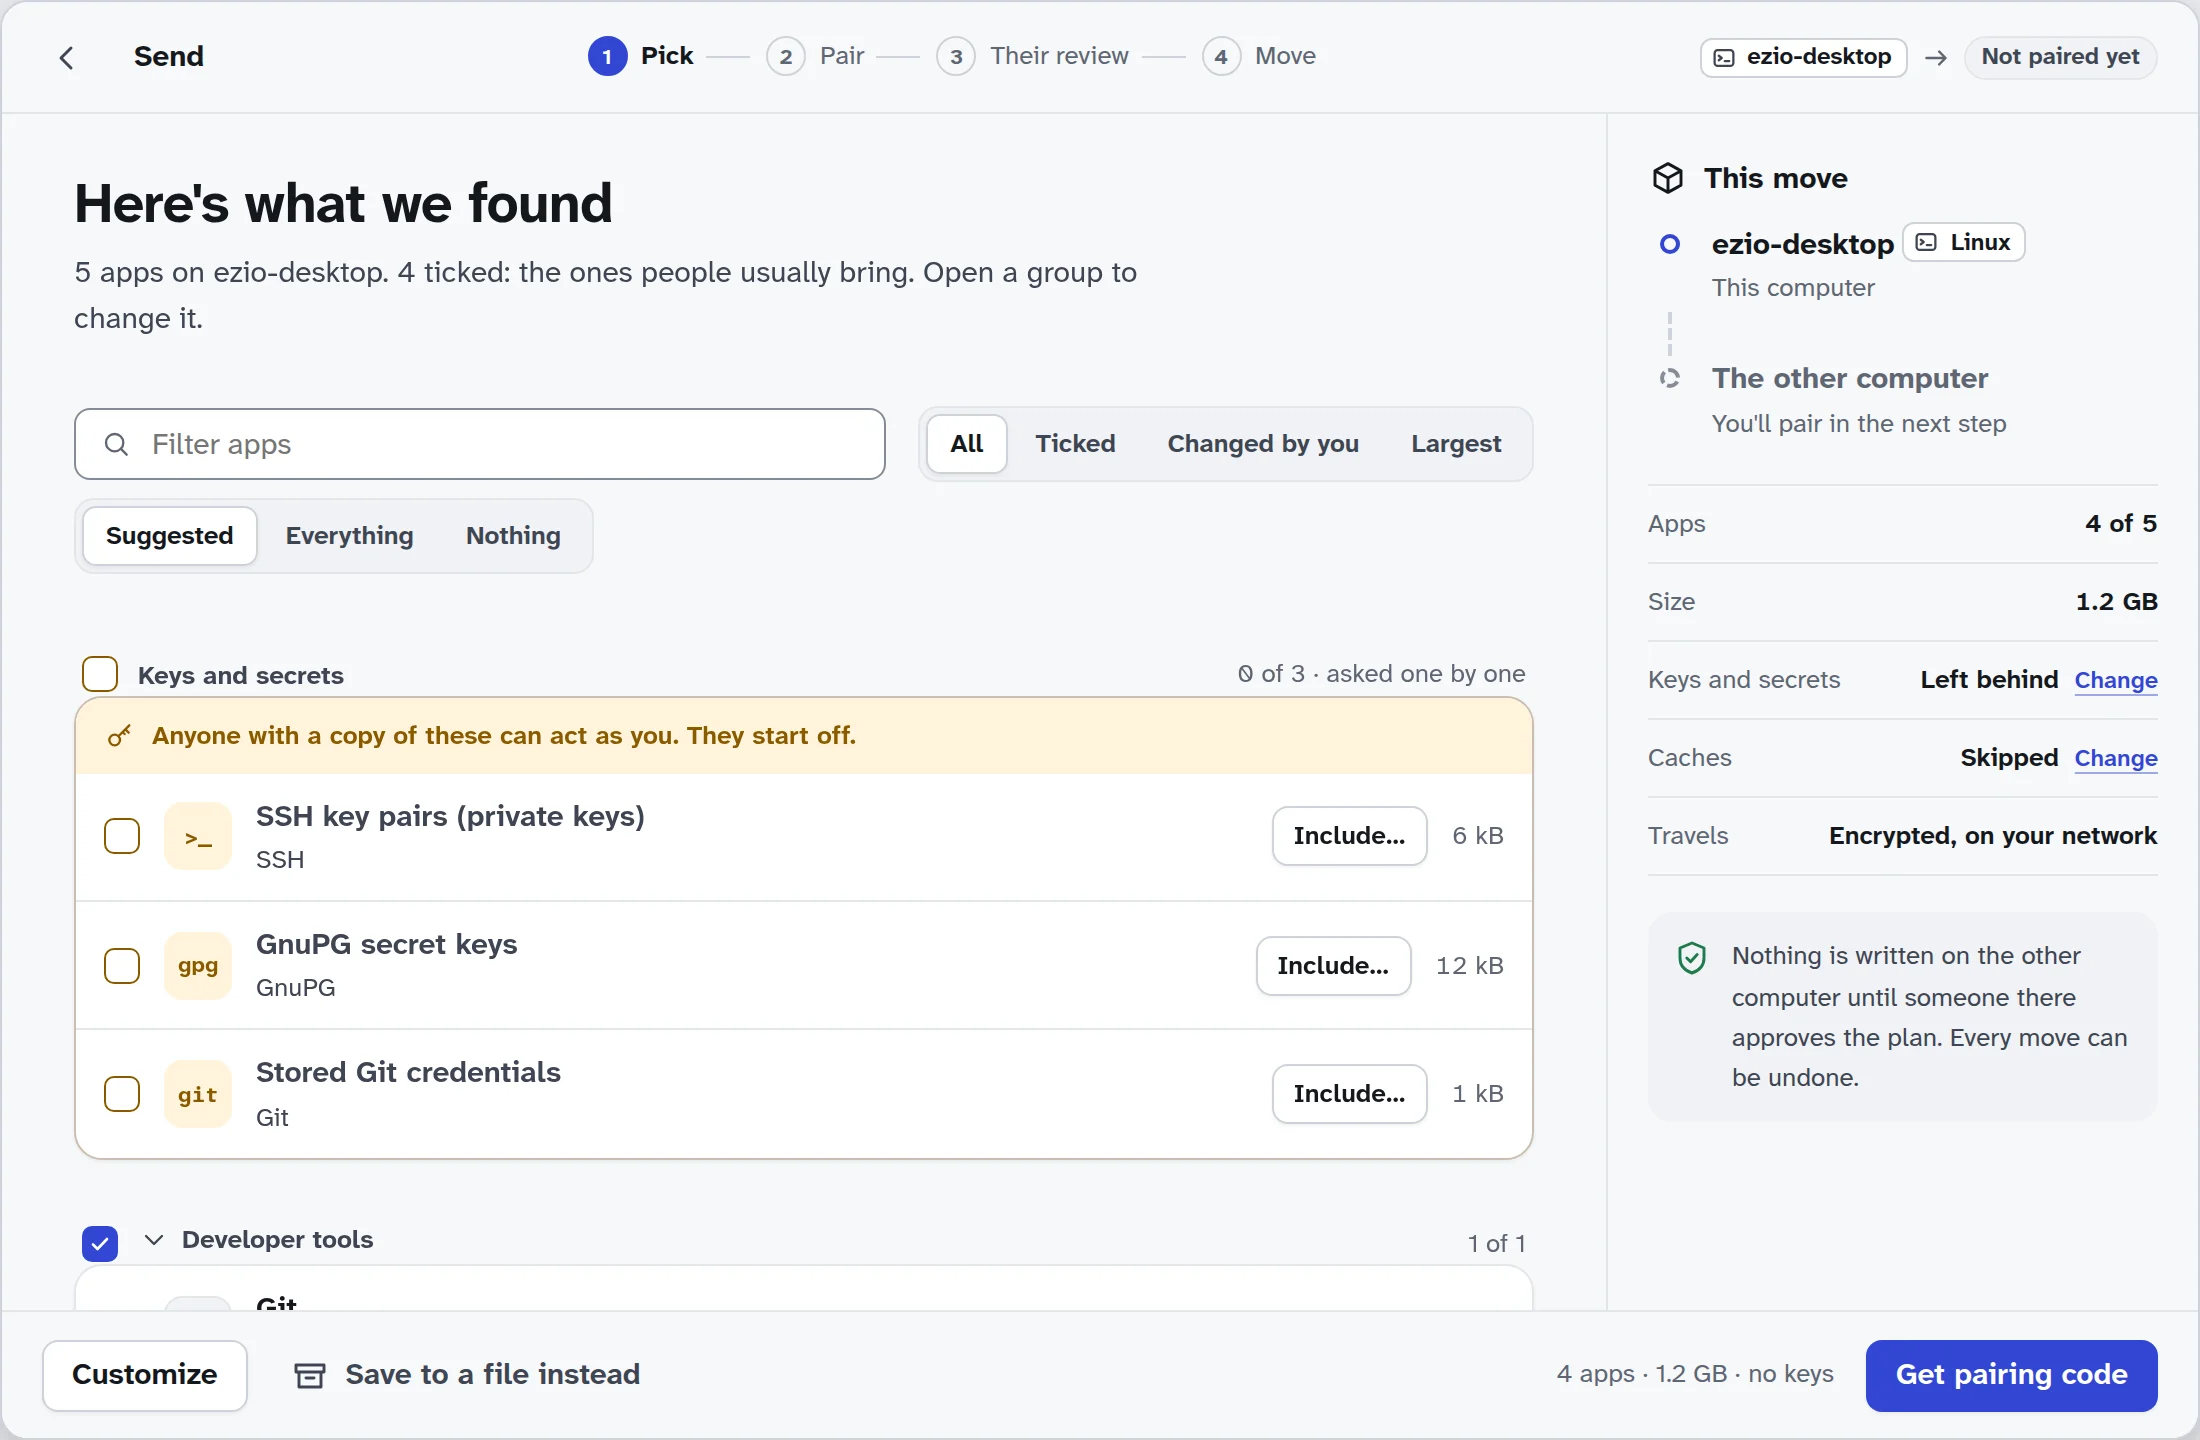 Send
1 Pick
2 Pair
3 Their review
4 Move
ezio-desktop → Not paired yet
Here's what we found
5 apps on ezio-desktop. 4 ticked: the ones people usually bring. Open a group to
change it.
Filter apps
All Ticked Changed by you Largest
Suggested Everything Nothing
Keys and secrets
0 of 3 · asked one by one
Anyone with a copy of these can act as you. They start off.
>_ SSH key pairs (private keys)
SSH
Include... 6 kB
gpg GnuPG secret keys
GnuPG
Include... 12 kB
git Stored Git credentials
Git
Include... 1 kB
Developer tools
1 of 1
Git
This move
ezio-desktop Linux
This computer
The other computer
You'll pair in the next step
Apps 4 of 5
Size 1.2 GB
Keys and secrets Left behind Change
Caches Skipped Change
Travels Encrypted, on your network
Nothing is written on the other
computer until someone there
approves the plan. Every move can
be undone.
Customize
Save to a file instead
4 apps · 1.2 GB · no keys
Get pairing code